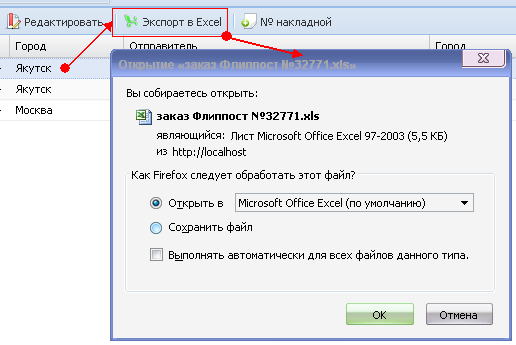 Редактировать Экспорт в Excel № накладной
Город Отправитель Город
Якутск
Якутск
Москва
Открытие «заказ Флиппост №32771.xls»
Вы собираетесь открыть:
заказ Флиппост №32771.xls
являющийся: Лист Microsoft Office Excel 97-2003 (5,5 КБ)
из http://localhost
Как Firefox следует обработать этот файл?
Открыть в Microsoft Office Excel (по умолчанию)
Сохранить файл
Выполнять автоматически для всех файлов данного типа.
OK Отмена